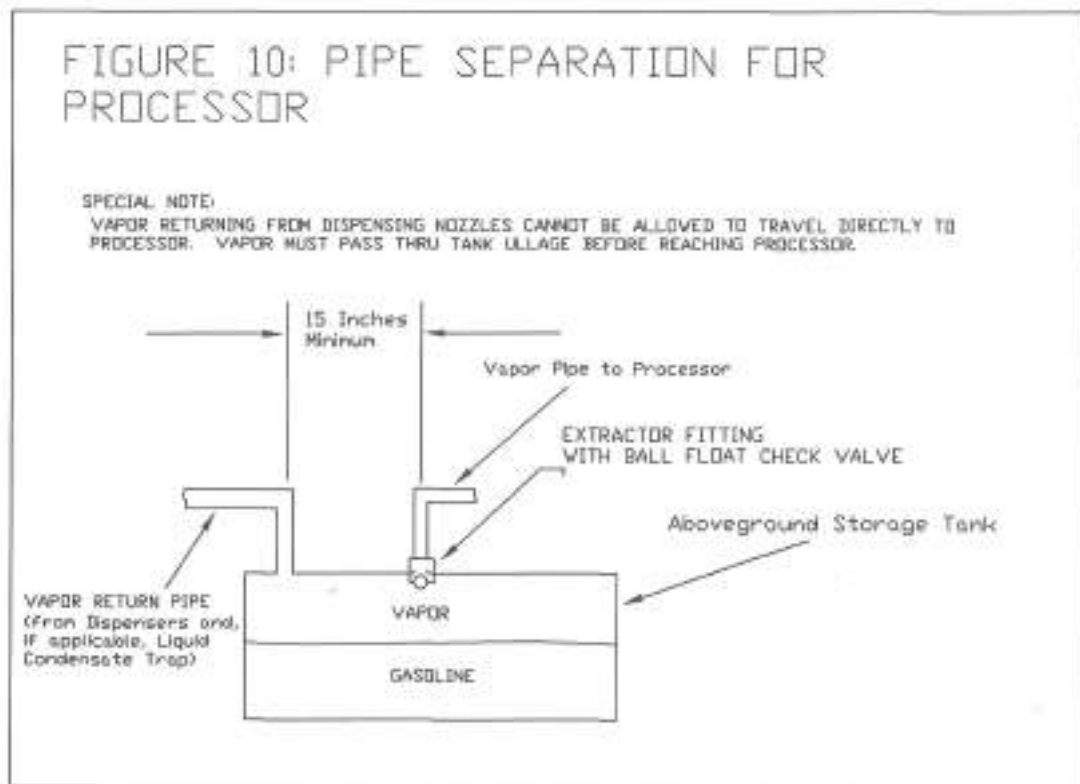 FIGURE 10: PIPE SEPARATION FOR
PROCESSOR
SPECIAL NOTE:
VAPOR RETURNING FROM DISPENSING NOZZLES CANNOT BE ALLOWED TO TRAVEL DIRECTLY TO
PROCESSOR. VAPOR MUST PASS THRU TANK ULLAGE BEFORE REACHING PROCESSOR.
15 Inches
Minimum
Vapor Pipe to Processor
EXTRACTOR FITTING
WITH BALL FLOAT CHECK VALVE
Aboveground Storage Tank
VAPOR RETURN PIPE
(From Dispensers and,
IF applicable, Liquid
Condensate Trap)
VAPOR
GASOLINE